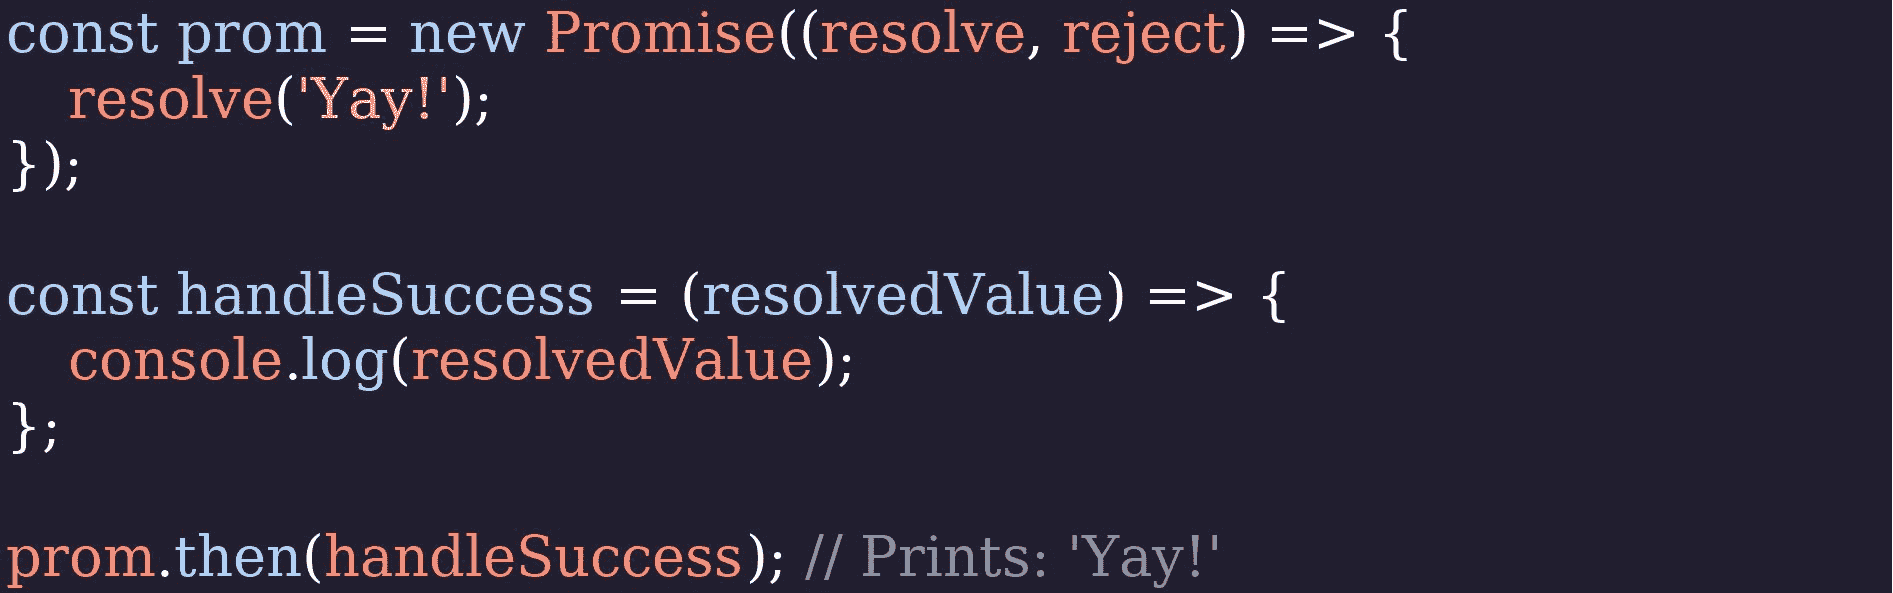 const prom = new Promise((resolve, reject) => {
resolve('Yay!');
});
const handleSuccess = (resolvedValue) => {
console.log(resolvedValue);
};
prom.then(handleSuccess); // Prints: 'Yay!'